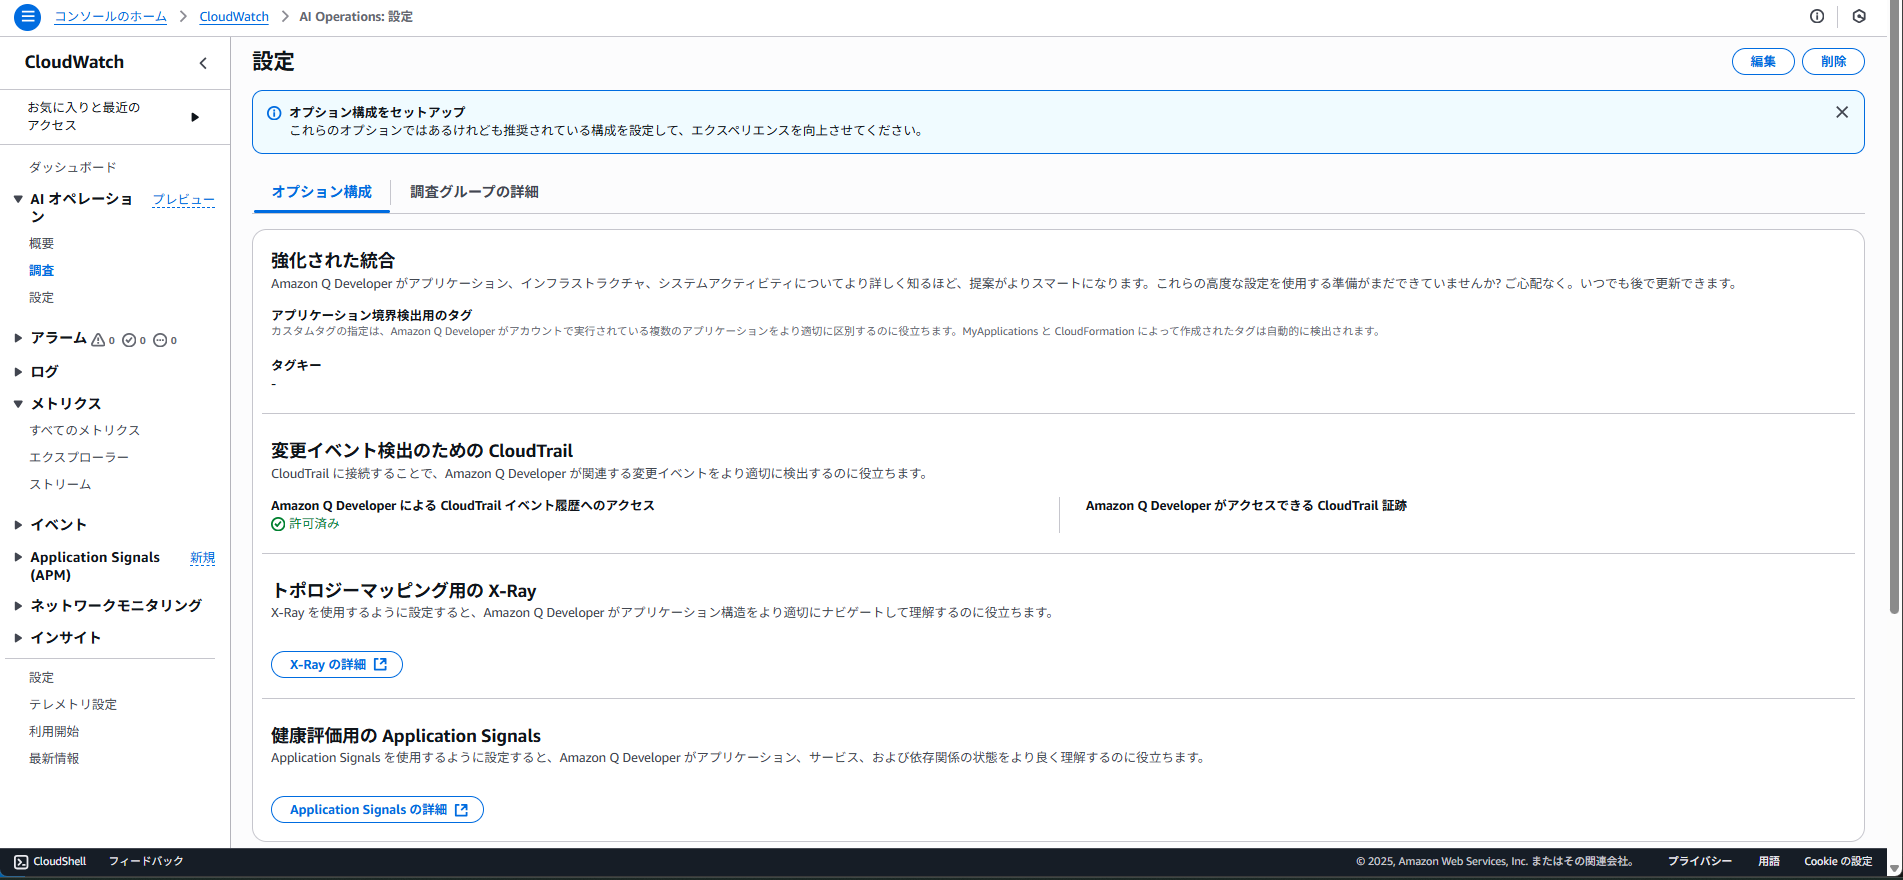 コンソールのホーム > CloudWatch > AI Operations: 設定
CloudWatch
お気に入りと最近の
アクセス
ダッシュボード
AI オペレーショ
ン
プレビュー
概要
調査
設定
アラーム 0 0 0
ログ
メトリクス
すべてのメトリクス
エクスプローラー
ストリーム
イベント
Application Signals
(APM)
新規
ネットワークモニタリング
インサイト
設定
テレメトリ設定
利用開始
最新情報
設定
編集
削除
オプション構成をセットアップ
これらのオプションではあるけれども推奨されている構成を設定して、エクスペリエンスを向上させてください。
オプション構成
調査グループの詳細
強化された統合
Amazon Q Developer がアプリケーション、インフラストラクチャ、システムアクティビティについてより詳しく知るほど、提案がよりスマートになります。これらの高度な設定を使用する準備がまだできていませんか? ご心配なく。いつでも後で更新できます。
アプリケーション境界検出用のタグ
カスタムタグの指定は、Amazon Q Developer がアカウントで実行されている複数のアプリケーションをより適切に区別するのに役立ちます。MyApplications と CloudFormation によって作成されたタグは自動的に検出されます。
タグキー
-
変更イベント検出のための CloudTrail
CloudTrail に接続することで、Amazon Q Developer が関連する変更イベントをより適切に検出するのに役立ちます。
Amazon Q Developer による CloudTrail イベント履歴へのアクセス
許可済み
Amazon Q Developer がアクセスできる CloudTrail 証跡
トポロジーマッピング用の X-Ray
X-Ray を使用するように設定すると、Amazon Q Developer がアプリケーション構造をより適切にナビゲートして理解するのに役立ちます。
X-Ray の詳細
健康評価用の Application Signals
Application Signals を使用するように設定すると、Amazon Q Developer がアプリケーション、サービス、および依存関係の状態をより良く理解するのに役立ちます。
Application Signals の詳細
CloudShell
フィードバック
© 2025, Amazon Web Services, Inc. またはその関連会社。
プライバシー
用語
Cookie の設定